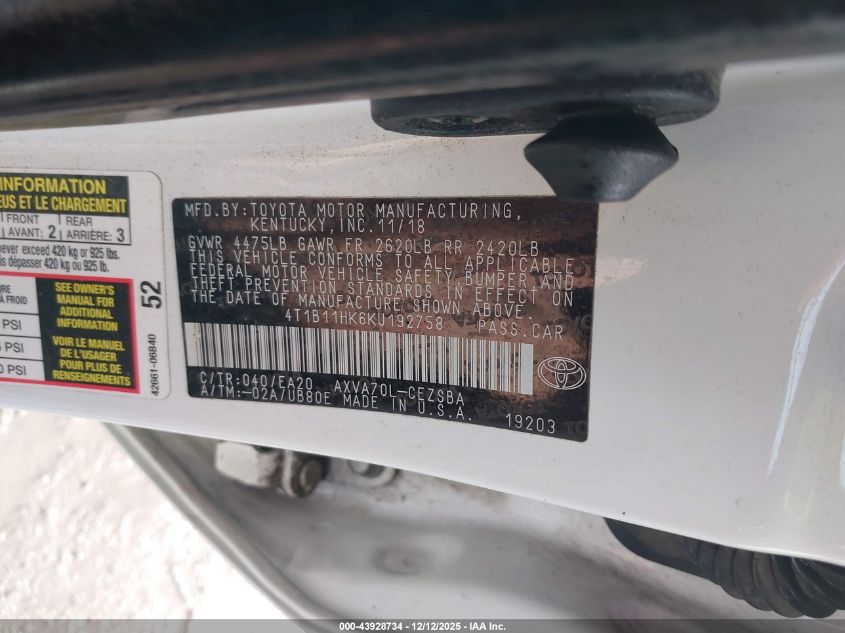 INFORMATION
EUS ET LE CHARGEMENT
FRONT
AVANT: 2
REAR
ARRIÈRE: 3
never exceed 420 kg or 925 lbs.
dépasser 420 kg ou 925 lb.
À FROID
PSI
PSI
PSI
SEE OWNER'S
MANUAL FOR
ADDITIONAL
INFORMATION
VOIR LE MANUEL
DE L'USAGER
POUR PLUS DE
RENSEIGNEMENTS
52
42661-06B40
MFD.BY:TOYOTA MOTOR MANUFACTURING,
KENTUCKY, INC. 11/18
GVWR 4475LB GAWR FR 2620LB RR 2420LB
THIS VEHICLE CONFORMS TO ALL APPLICABLE
FEDERAL MOTOR VEHICLE SAFETY, BUMPER, AND
THEFT PREVENTION STANDARDS IN EFFECT ON
THE DATE OF MANUFACTURE SHOWN ABOVE.
4T1B11HK6KU192758 PASS.CAR
C/TR:040/EA20 AXVA70L-CEZSBA
A/TM:-02A/UB80E MADE IN U.S.A.
19203
000-43928734 / 12/12/2025 - IAA Inc.